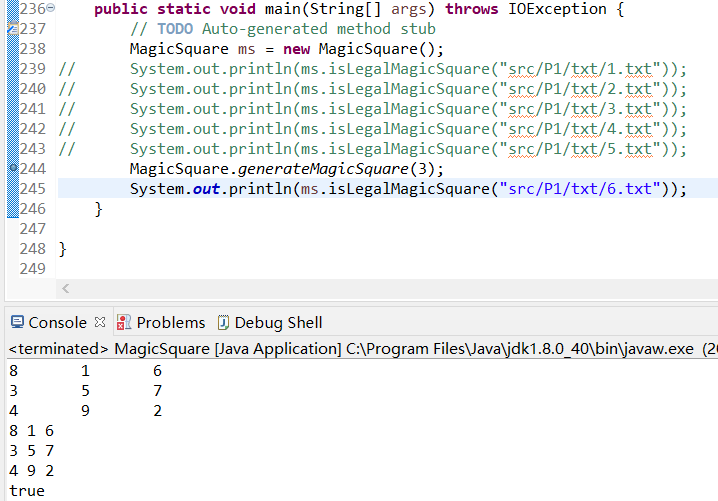 236 public static void main(String[] args) throws IOException {
237 // TODO Auto-generated method stub
238 MagicSquare ms = new MagicSquare();
239 // System.out.println(ms.isLegalMagicSquare("src/P1/txt/1.txt"));
240 // System.out.println(ms.isLegalMagicSquare("src/P1/txt/2.txt"));
241 // System.out.println(ms.isLegalMagicSquare("src/P1/txt/3.txt"));
242 // System.out.println(ms.isLegalMagicSquare("src/P1/txt/4.txt"));
243 // System.out.println(ms.isLegalMagicSquare("src/P1/txt/5.txt"));
244 MagicSquare.generateMagicSquare(3);
245 System.out.println(ms.isLegalMagicSquare("src/P1/txt/6.txt"));
246 }
247
248 }
249
Console Problems Debug Shell
<terminated> MagicSquare [Java Application] C:\Program Files\Java\jdk1.8.0_40\bin\javaw.exe (20
8 1 6
3 5 7
4 9 2
8 1 6
3 5 7
4 9 2
true